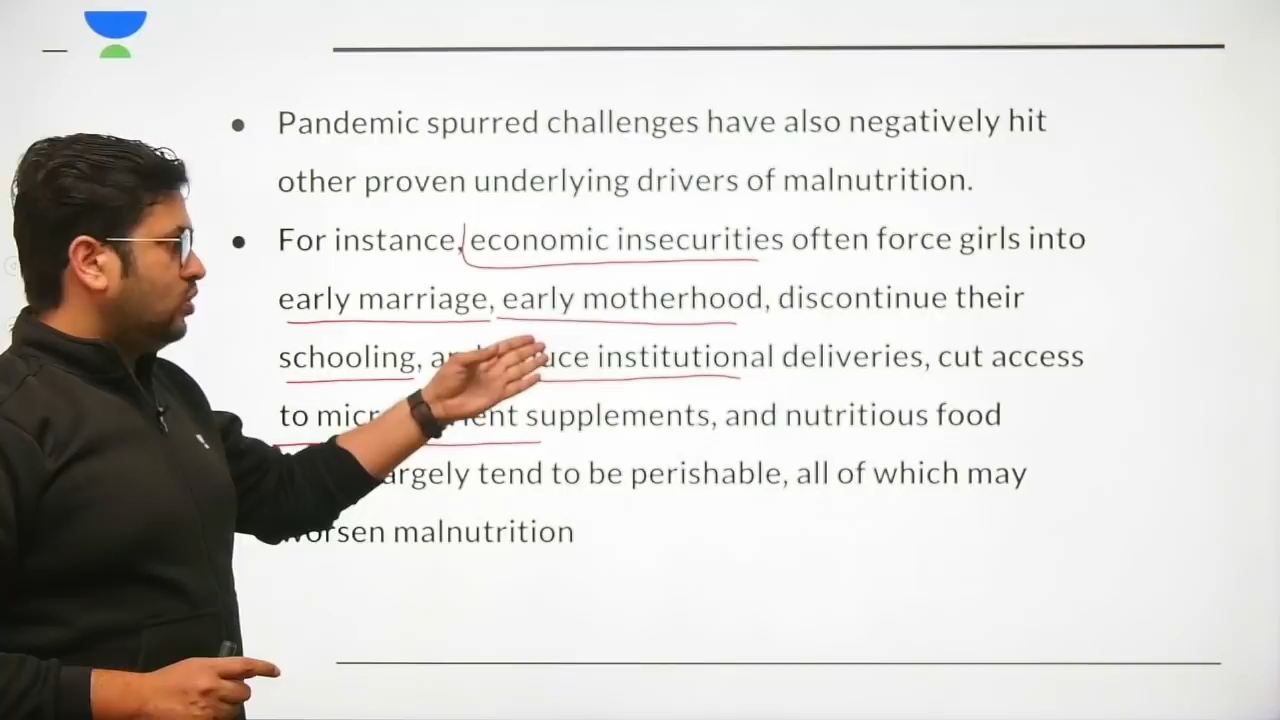 Pandemic spurred challenges have also negatively hit
other proven underlying drivers of malnutrition.
For instance, economic insecurities often force girls into
early marriage, early motherhood, discontinue their
schooling, institutional deliveries, cut access
to supplements, and nutritious food
tend to be perishable, all of which may
worsen malnutrition